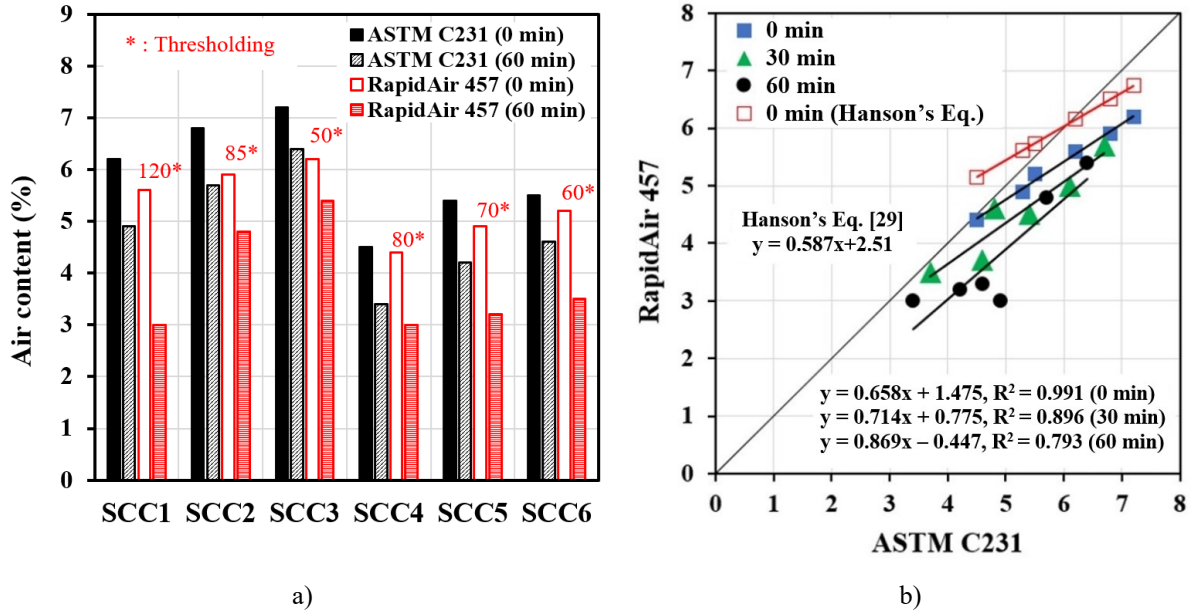 9
8
7
6
5
4
3
2
1
0
Air content (%)
* : Thresholding
ASTM C231 (0 min)
ASTM C231 (60 min)
RapidAir 457 (0 min)
RapidAir 457 (60 min)
120*
85*
50*
80*
70*
60*
SCC1 SCC2 SCC3 SCC4 SCC5 SCC6
a)
8
7
6
5
4
3
2
1
0
RapidAir 457
0 min
30 min
60 min
0 min (Hanson's Eq.)
Hanson's Eq. [29]
y = 0.587x+2.51
y = 0.658x + 1.475, R² = 0.991 (0 min)
y = 0.714x + 0.775, R² = 0.896 (30 min)
y = 0.869x – 0.447, R² = 0.793 (60 min)
0 1 2 3 4 5 6 7 8
ASTM C231
b)